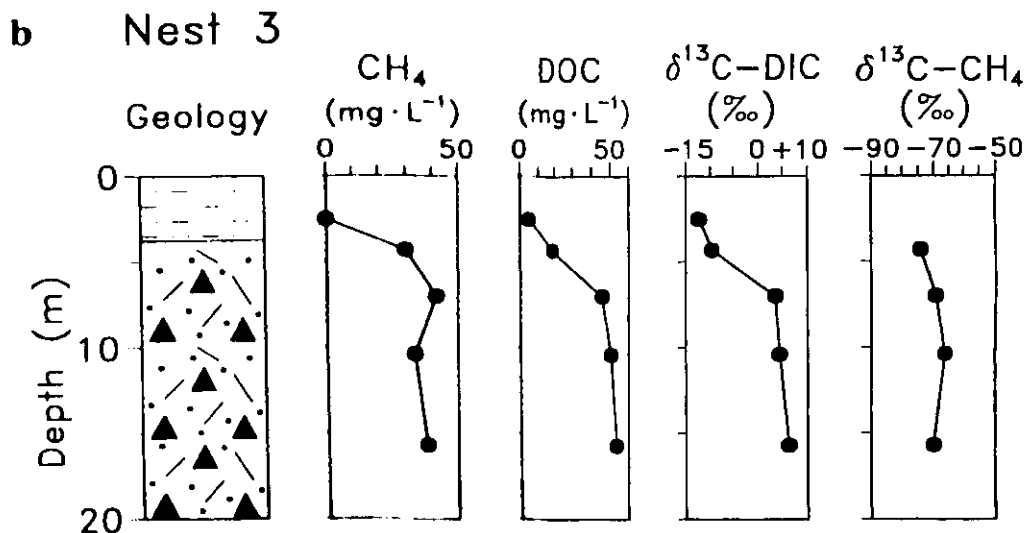 b Nest 3
Geology
CH₄
(mg · L⁻¹)
0 50
DOC
(mg · L⁻¹)
0 50
δ¹³C–DIC
(‰)
−15 0 +10
δ¹³C–CH₄
(‰)
−90 −70 −50
Depth (m)
0
10
20